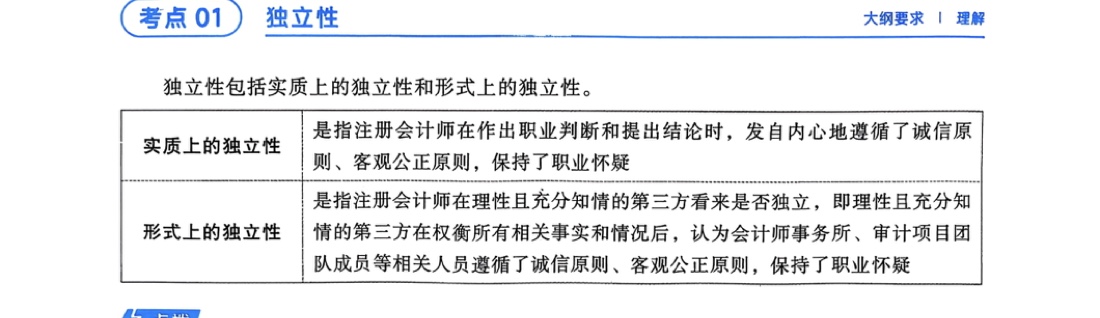 考点 01 独立性 大纲要求 | 理解
独立性包括实质上的独立性和形式上的独立性。
实质上的独立性
是指注册会计师在作出职业判断和提出结论时，发自内心地遵循了诚信原
则、客观公正原则，保持了职业怀疑
形式上的独立性
是指注册会计师在理性且充分知情的第三方看来是否独立，即理性且充分知
情的第三方在权衡所有相关事实和情况后，认为会计师事务所、审计项目团
队成员等相关人员遵循了诚信原则、客观公正原则，保持了职业怀疑